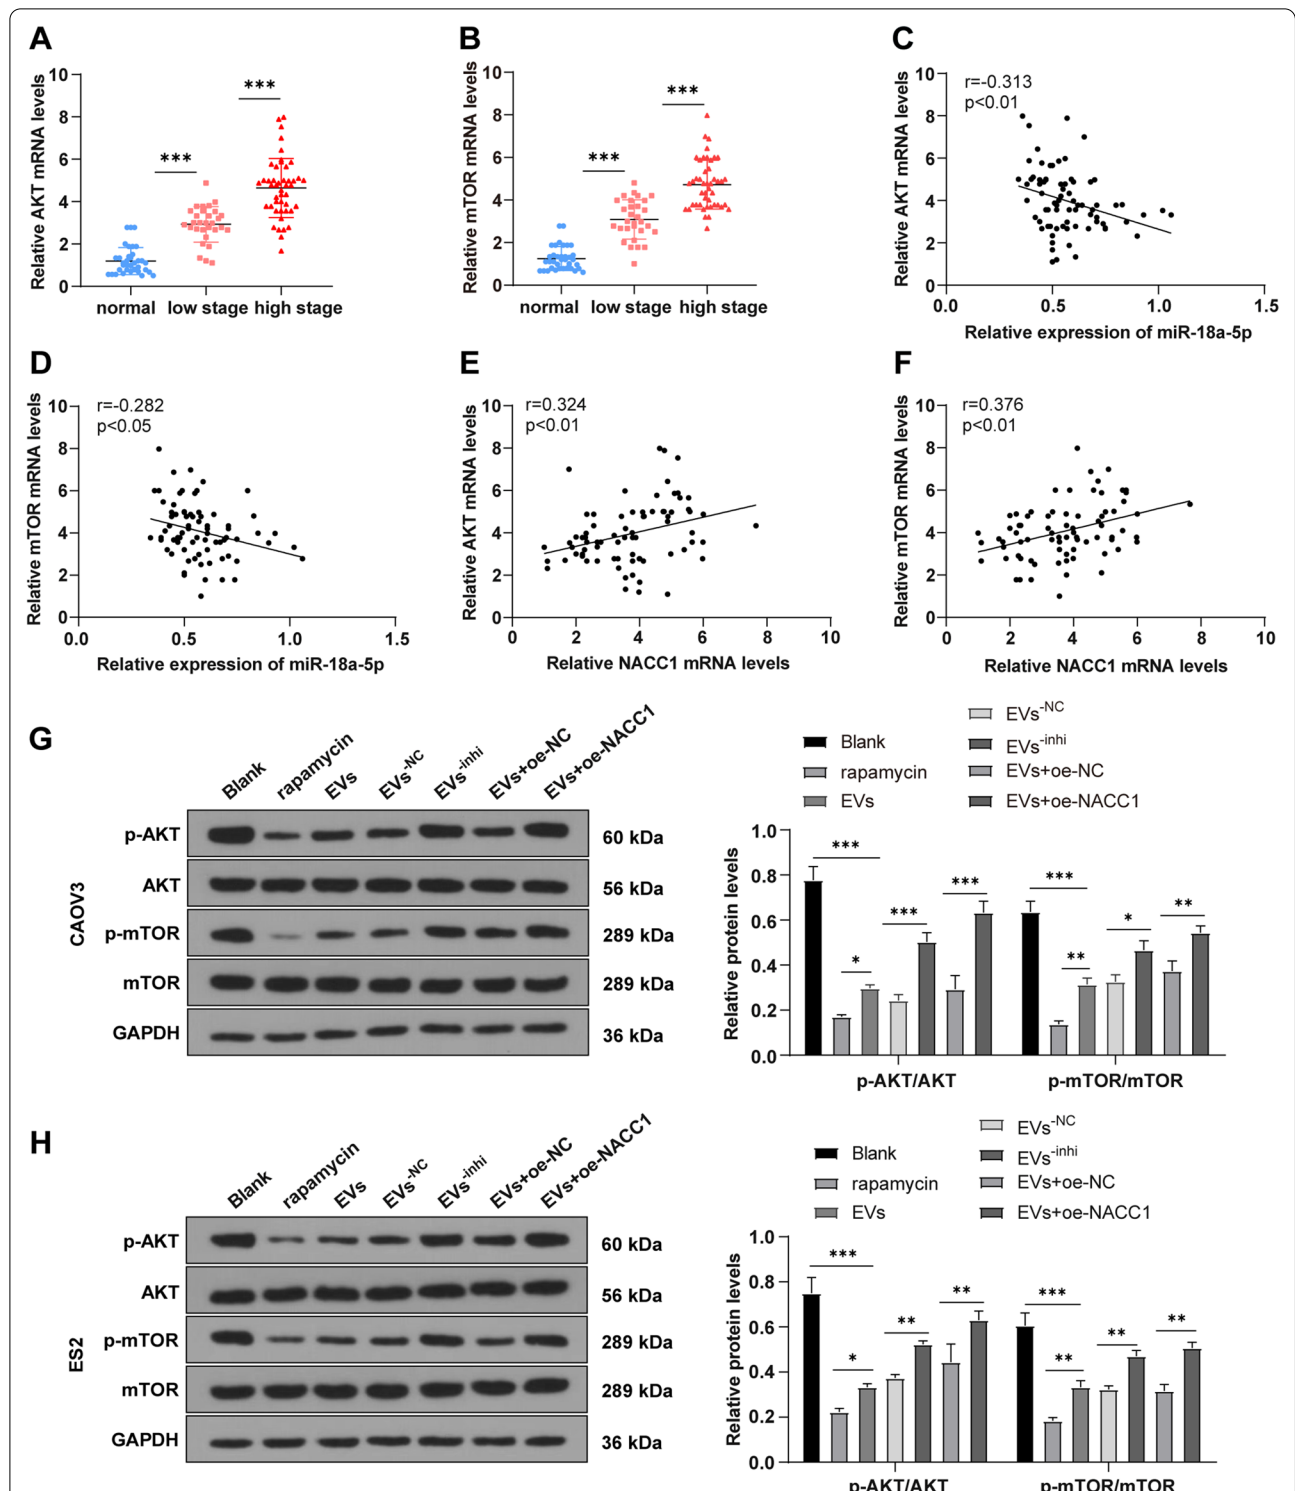 A
Relative AKT mRNA levels
10
8
6
4
2
0
***
***
normal low stage high stage
B
Relative mTOR mRNA levels
10
8
6
4
2
0
***
***
normal low stage high stage
C
Relative AKT mRNA levels
10
8
6
4
2
0
r=-0.313
p<0.01
0.0 0.5 1.0 1.5
Relative expression of miR-18a-5p
D
Relative mTOR mRNA levels
10
8
6
4
2
0
r=-0.282
p<0.05
0.0 0.5 1.0 1.5
Relative expression of miR-18a-5p
E
Relative AKT mRNA levels
10
8
6
4
2
0
r=0.324
p<0.01
0 2 4 6 8 10
Relative NACC1 mRNA levels
F
Relative mTOR mRNA levels
10
8
6
4
2
0
r=0.376
p<0.01
0 2 4 6 8 10
Relative NACC1 mRNA levels
G
Blank rapamycin EVs EVs-NC EVs-inhi EVs+oe-NC EVs+oe-NACC1
CAOV3
p-AKT 60 kDa
AKT 56 kDa
p-mTOR 289 kDa
mTOR 289 kDa
GAPDH 36 kDa
Blank
rapamycin
EVs
EVs-NC
EVs-inhi
EVs+oe-NC
EVs+oe-NACC1
Relative protein levels
1.0
0.8
0.6
0.4
0.2
0.0
*** * *** ***
*** ** * **
p-AKT/AKT p-mTOR/mTOR
H
Blank rapamycin EVs EVs-NC EVs-inhi EVs+oe-NC EVs+oe-NACC1
ES2
p-AKT 60 kDa
AKT 56 kDa
p-mTOR 289 kDa
mTOR 289 kDa
GAPDH 36 kDa
Blank
rapamycin
EVs
EVs-NC
EVs-inhi
EVs+oe-NC
EVs+oe-NACC1
Relative protein levels
1.0
0.8
0.6
0.4
0.2
0.0
*** * ** **
*** ** ** **
p-AKT/AKT p-mTOR/mTOR